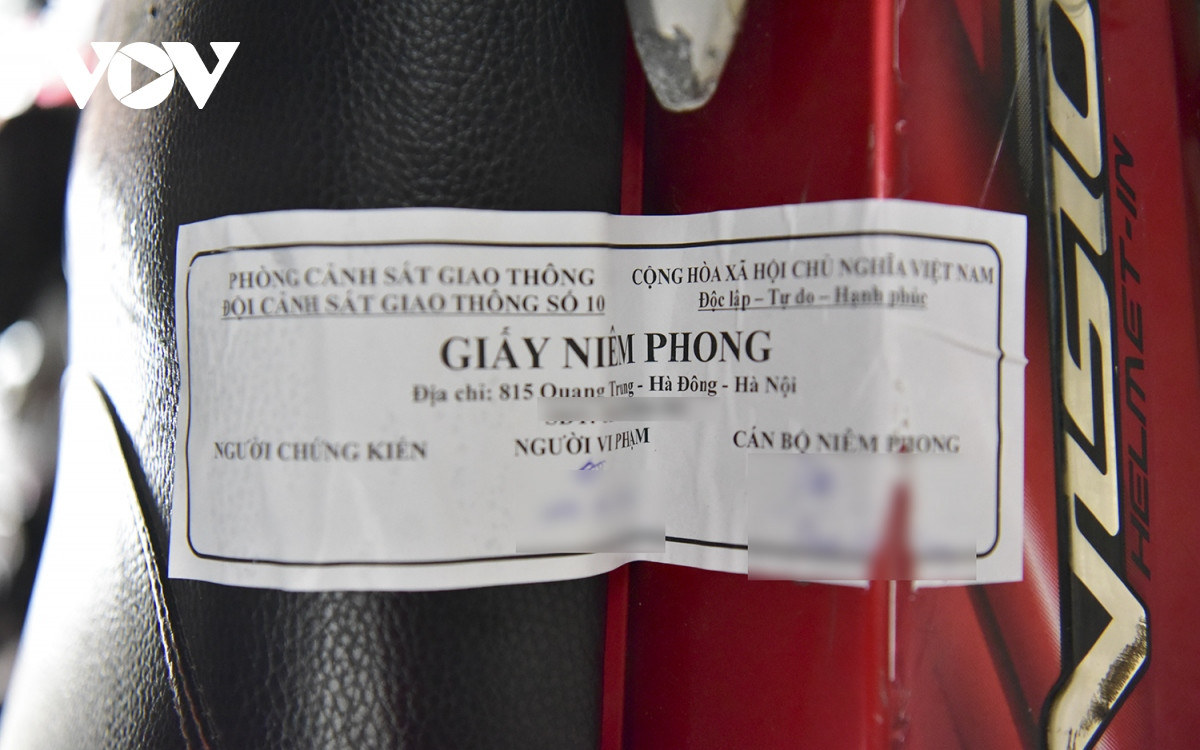 VOV
PHÒNG CẢNH SÁT GIAO THÔNG
ĐỘI CẢNH SÁT GIAO THÔNG SỐ 10
CỘNG HÒA XÃ HỘI CHỦ NGHĨA VIỆT NAM
Độc lập - Tự do - Hạnh phúc
GIẤY NIÊM PHONG
Địa chỉ: 815 Quang Trung - Hà Đông - Hà Nội
NGƯỜI CHỨNG KIẾN
NGƯỜI VI PHẠM
CÁN BỘ NIÊM PHONG
HELMET-IN